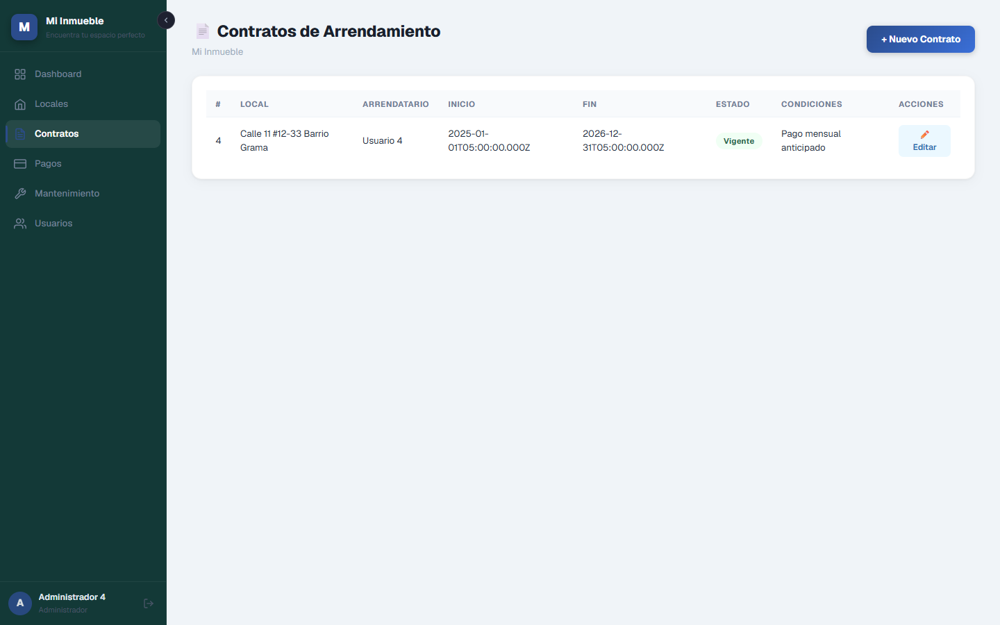 M
Mi Inmueble
Encuentra tu espacio perfecto
Dashboard
Locales
Contratos
Pagos
Mantenimiento
Usuarios
A
Administrador 4
Administrador
Contratos de Arrendamiento
Mi Inmueble
+ Nuevo Contrato
# LOCAL ARRENDATARIO INICIO FIN ESTADO CONDICIONES ACCIONES
4
Calle 11 #12-33 Barrio
Grama
Usuario 4
2025-01-
01T05:00:00.000Z
2026-12-
31T05:00:00.000Z
Vigente
Pago mensual
anticipado
Editar